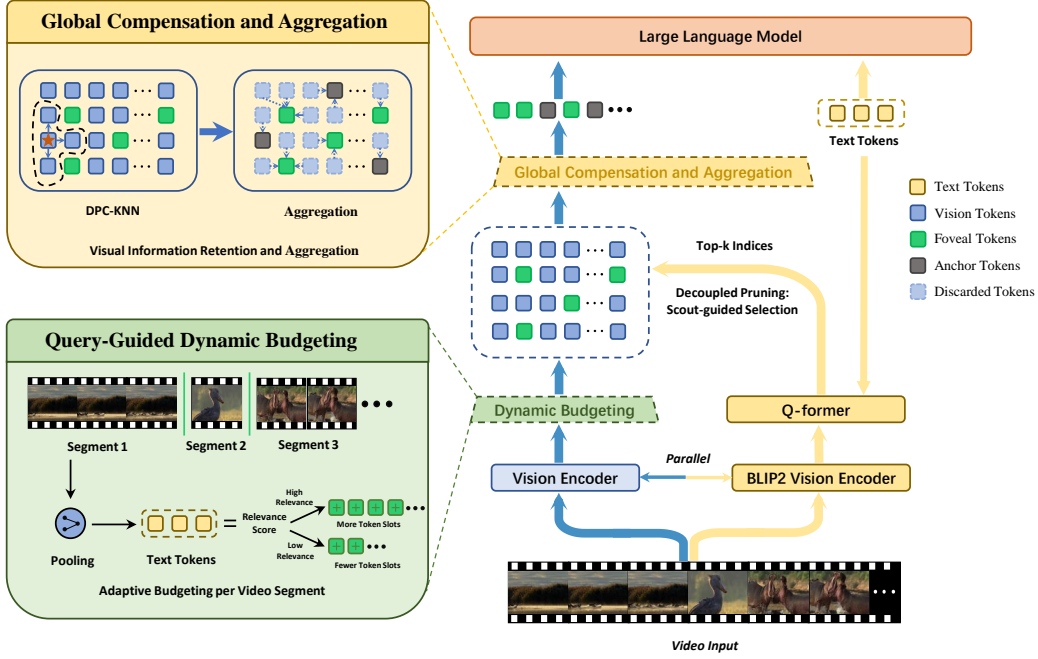 Global Compensation and Aggregation
DPC-KNN
Aggregation
Visual Information Retention and Aggregation
Query-Guided Dynamic Budgeting
Segment 1
Segment 2
Segment 3
Pooling
Text Tokens
=
Relevance
Score
High
Relevance
Low
Relevance
More Token Slots
Fewer Token Slots
Adaptive Budgeting per Video Segment
Large Language Model
Text Tokens
Global Compensation and Aggregation
Top-k Indices
Decoupled Pruning:
Scout-guided Selection
Dynamic Budgeting
Q-former
Parallel
Vision Encoder
BLIP2 Vision Encoder
Video Input
Text Tokens
Vision Tokens
Foveal Tokens
Anchor Tokens
Discarded Tokens